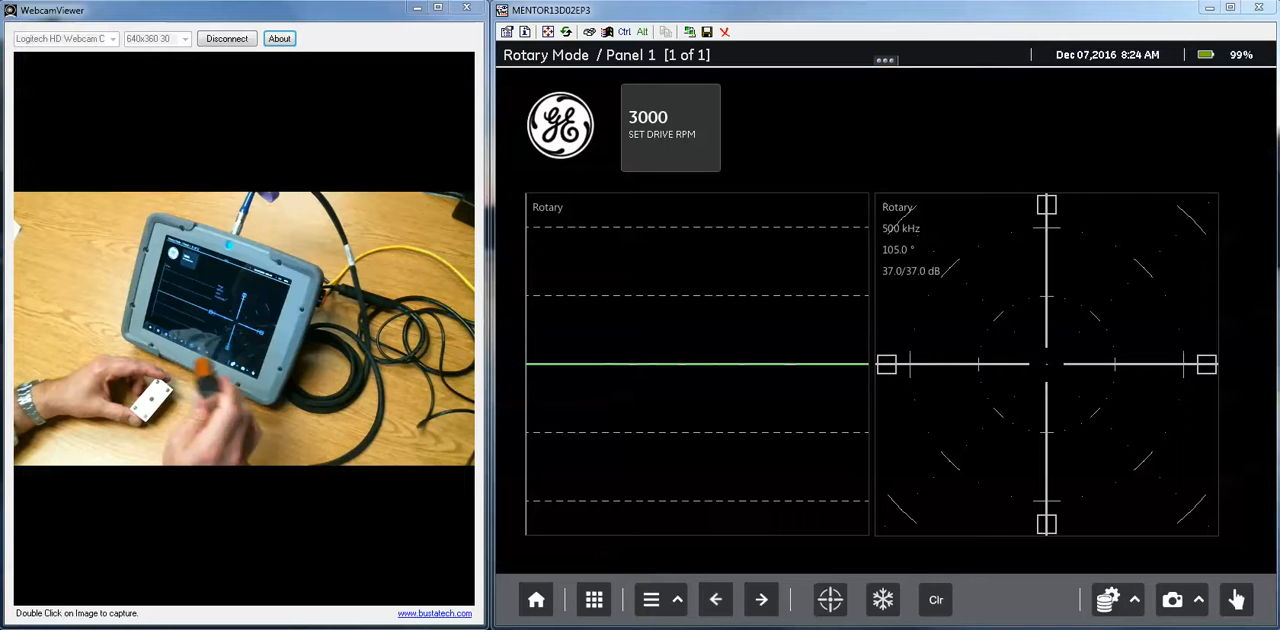 WebcamViewer
Logitech HD Webcam C
640x360 30
Disconnect
About
Double Click on Image to capture.
www.bustatech.com
MENTOR13D02EP3
Ctrl Alt
Rotary Mode / Panel 1 [1 of 1]
Dec 07,2016 8:24 AM
99%
GE
3000
SET DRIVE RPM
Rotary
Rotary
500 kHz
105.0 °
37.0/37.0 dB
Clr